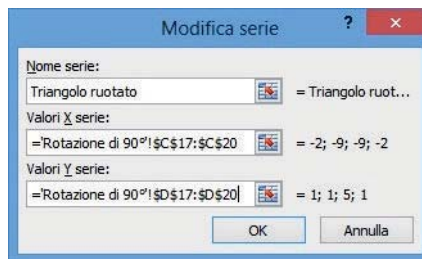 Modifica serie
?
×
Nome serie:
Triangolo ruotato = Triangolo ruot...
Valori X serie:
='Rotazione di 90°'!$C$17:$C$20 = -2; -9; -9; -2
Valori Y serie:
='Rotazione di 90°'!$D$17:$D$20 = 1; 1; 5; 1
OK Annulla